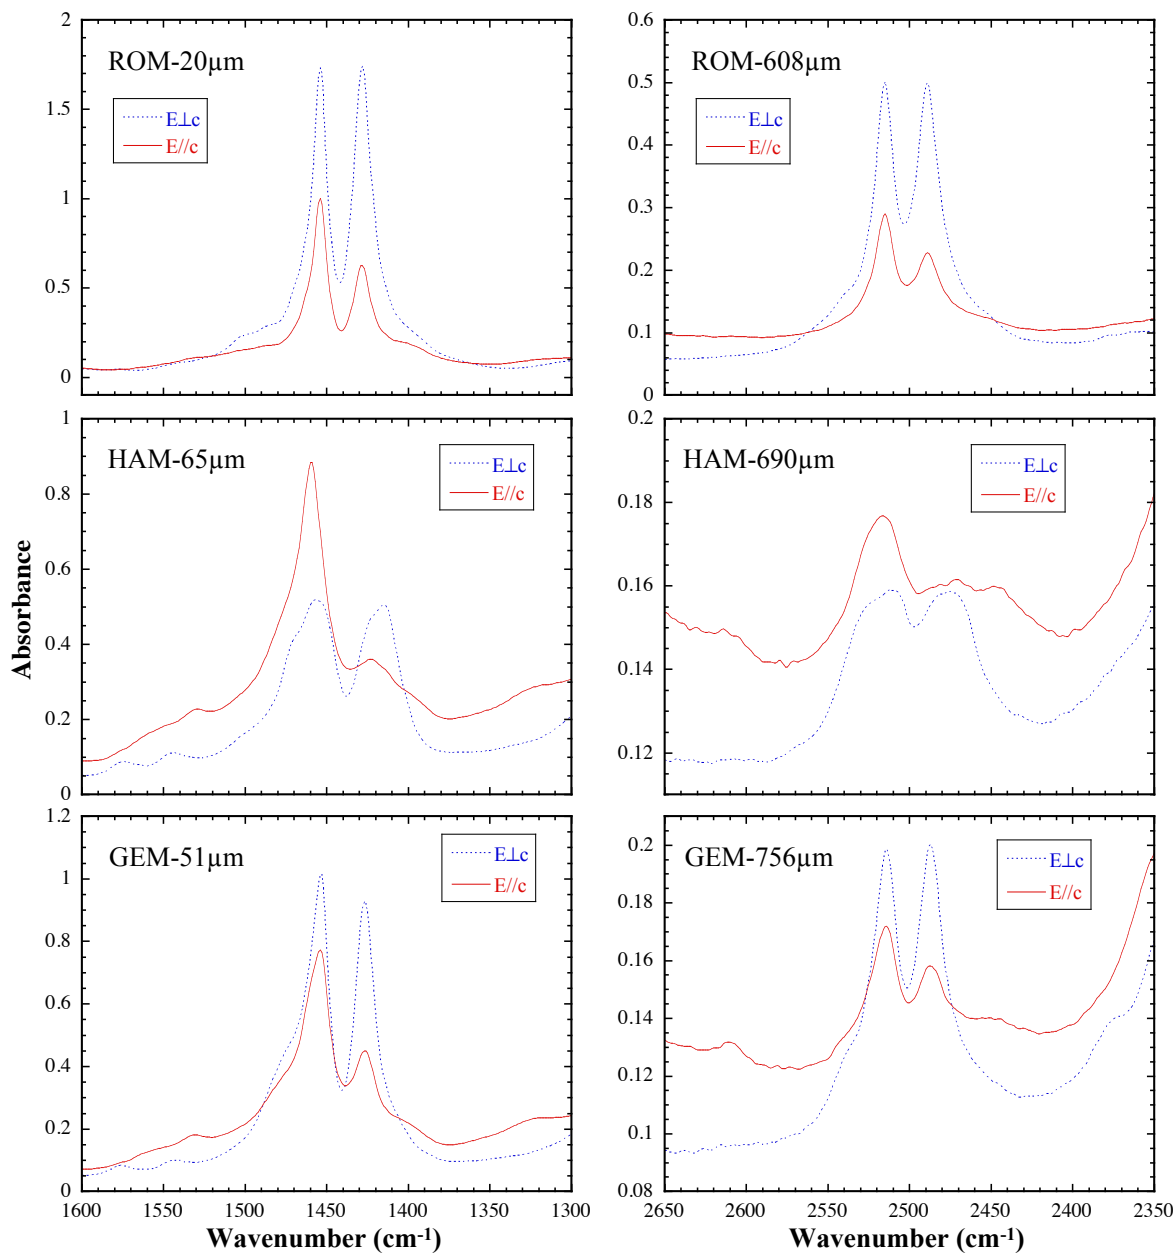 ROM-20µm
E⊥c
E//c
2
1.5
1
0.5
0
ROM-608µm
E⊥c
E//c
0.6
0.5
0.4
0.3
0.2
0.1
0
HAM-65µm
E⊥c
E//c
1
0.8
0.6
0.4
0.2
0
HAM-690µm
E⊥c
E//c
0.2
0.18
0.16
0.14
0.12
Absorbance
GEM-51µm
E⊥c
E//c
1.2
1
0.8
0.6
0.4
0.2
0
1600 1550 1500 1450 1400 1350 1300
Wavenumber (cm-1)
GEM-756µm
E⊥c
E//c
0.2
0.18
0.16
0.14
0.12
0.1
0.08
2650 2600 2550 2500 2450 2400 2350
Wavenumber (cm-1)